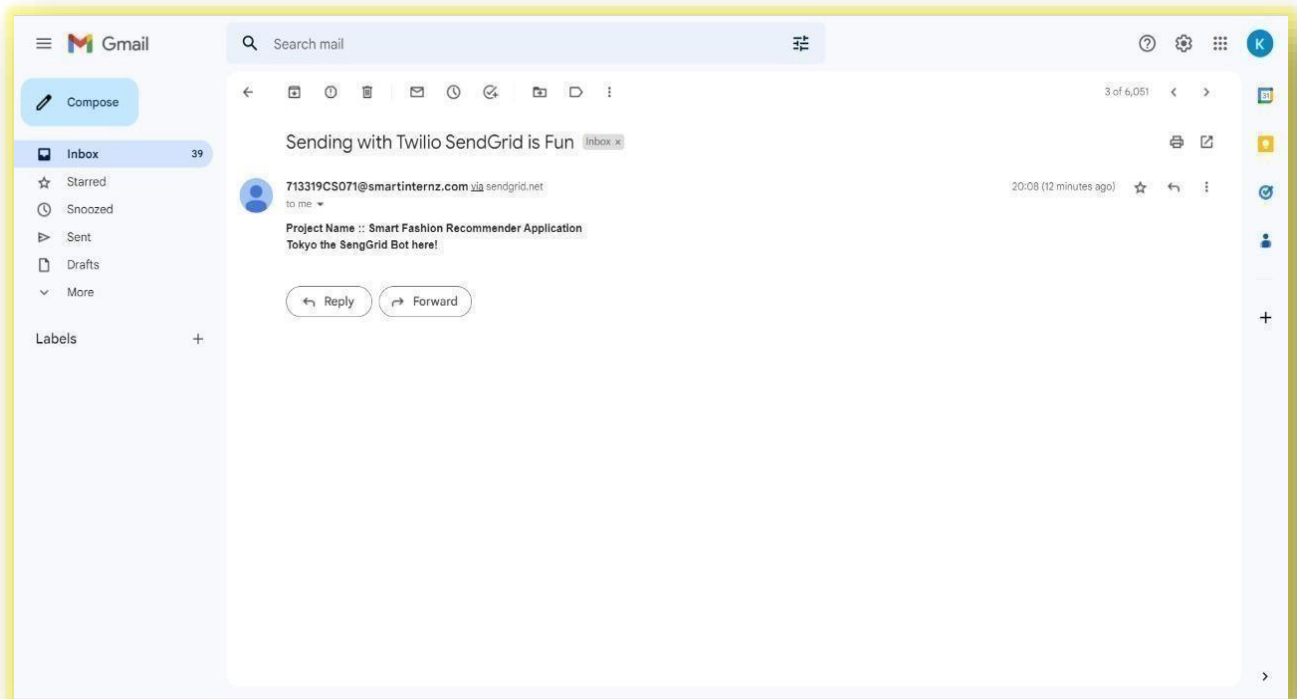 Gmail
Search mail
K
Compose
3 of 6,051
31
Sending with Twilio SendGrid is Fun Inbox x
Inbox 39
Starred
713319CS071@smartinternz.com via sendgrid.net
20:08 (12 minutes ago)
to me
Snoozed
Project Name :: Smart Fashion Recommender Application
Sent
Tokyo the SengGrid Bot here!
Drafts
More
Reply
Forward
Labels